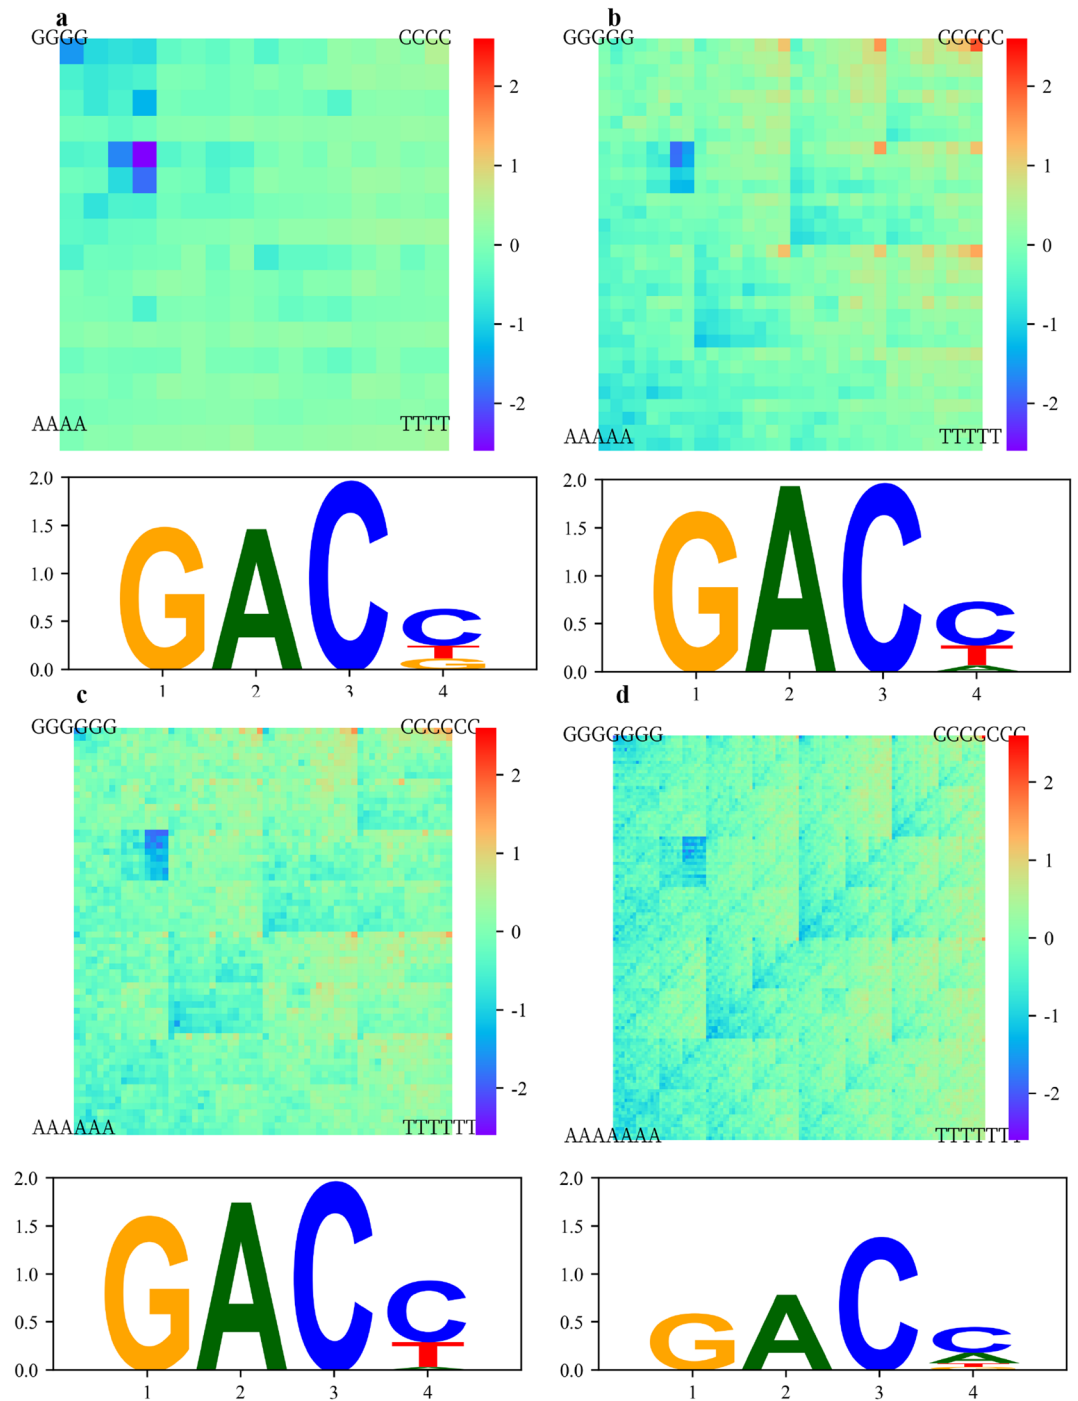 a
GGGG CCCC
2
1
0
-1
-2
AAAA TTTT
2.0
1.5
1.0
0.5
0.0
GACC
T
G
1 2 3 4
b
GGGGG CCCCC
2
1
0
-1
-2
AAAAA TTTTT
2.0
1.5
1.0
0.5
0.0
GACC
T
A
1 2 3 4
c
GGGGGG CCCCCC
2
1
0
-1
-2
AAAAAA TTTTTT
2.0
1.5
1.0
0.5
0.0
GACC
T
A
1 2 3 4
d
GGGGGGG CCCCCCC
2
1
0
-1
-2
AAAAAAA TTTTTTT
2.0
1.5
1.0
0.5
0.0
GACC
A
T
G
1 2 3 4